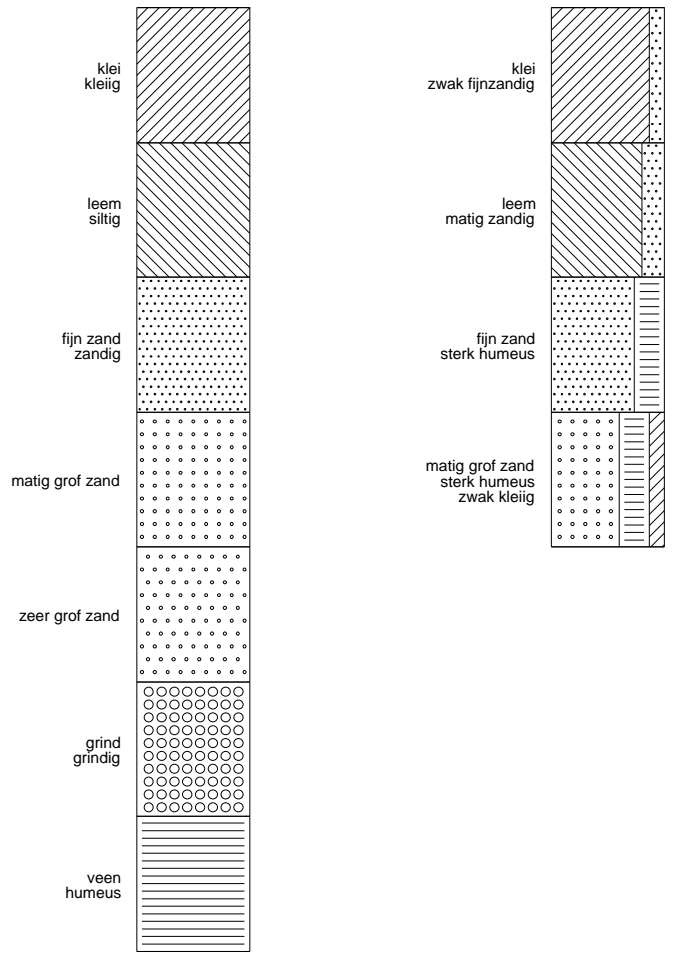 klei
kleiig
leem
siltig
fijn zand
zandig
matig grof zand
zeer grof zand
grind
grindig
veen
humeus
klei
zwak fijnzandig
leem
matig zandig
fijn zand
sterk humeus
matig grof zand
sterk humeus
zwak kleiig